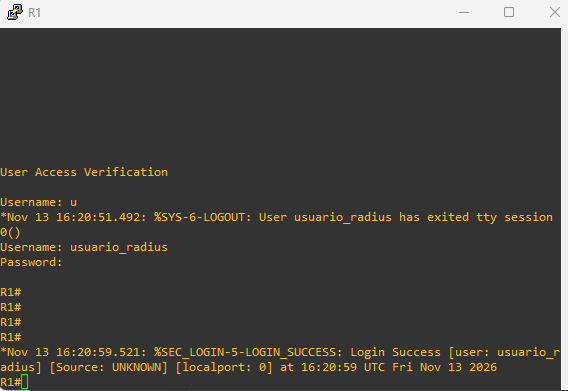 R1
User Access Verification
Username: u
*Nov 13 16:20:51.492: %SYS-6-LOGOUT: User usuario_radius has exited tty session
0()
Username: usuario_radius
Password:
R1#
R1#
R1#
R1#
*Nov 13 16:20:59.521: %SEC_LOGIN-5-LOGIN_SUCCESS: Login Success [user: usuario_r
adius] [Source: UNKNOWN] [localport: 0] at 16:20:59 UTC Fri Nov 13 2026
R1#